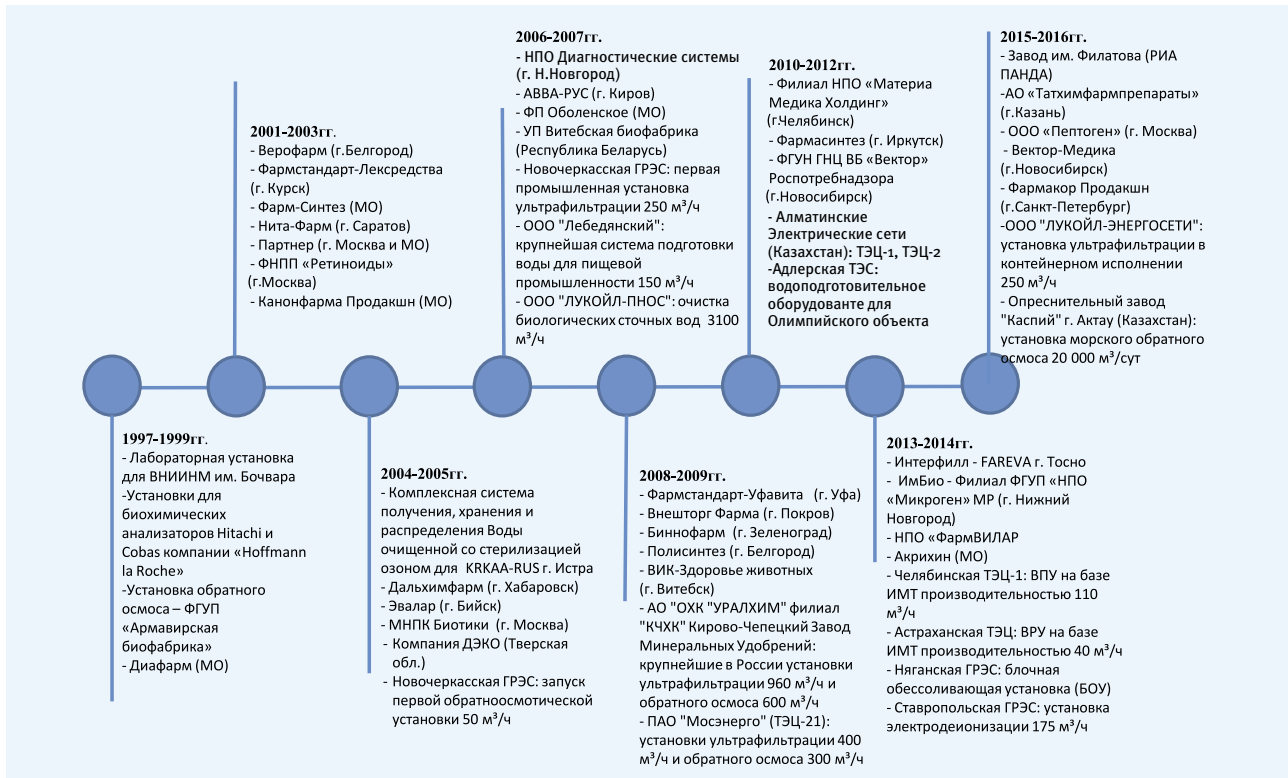 1997-1999гг.
- Лабораторная установка
для ВНИИНМ им. Бочвара
-Установки для
биохимических
анализаторов Hitachi и
Cobas компании «Hoffmann
la Roche»
-Установка обратного
осмоса – ФГУП
«Армавирская
биофабрика»
- Диафарм (МО)
2001-2003гг.
- Верофарм (г.Белгород)
- Фармстандарт-Лексредства
(г. Курск)
- Фарм-Синтез (МО)
- Нита-Фарм (г. Саратов)
- Партнер (г. Москва и МО)
- ФНПП «Ретиноиды»
(г.Москва)
- Канонфарма Продакшн (МО)
2004-2005гг.
- Комплексная система
получения, хранения и
распределения Воды
очищенной со стерилизацией
озоном для KRKAA-RUS г. Истра
- Дальхимфарм (г. Хабаровск)
- Эвалар (г. Бийск)
- МНПК Биотики (г. Москва)
- Компания ДЭКО (Тверская
обл.)
- Новочеркасская ГРЭС: запуск
первой обратноосмотической
установки 50 м³/ч
2006-2007гг.
- НПО Диагностические системы
(г. Н.Новгород)
- АВВА-РУС (г. Киров)
- ФП Оболенское (МО)
- УП Витебская биофабрика
(Республика Беларусь)
- Новочеркасская ГРЭС: первая
промышленная установка
ультрафильтрации 250 м³/ч
- ООО "Лебедянский":
крупнейшая система подготовки
воды для пищевой
промышленности 150 м³/ч
- ООО "ЛУКОЙЛ-ПНОС": очистка
биологических сточных вод 3100
м³/ч
2008-2009гг.
- Фармстандарт-Уфавита (г. Уфа)
- Внешторг Фарма (г. Покров)
- Биннофарм (г. Зеленоград)
- Полисинтез (г. Белгород)
- ВИК-Здоровье животных
(г. Витебск)
- АО "ОХК "УРАЛХИМ" филиал
"КЧХК" Кирово-Чепецкий Завод
Минеральных Удобрений:
крупнейшие в России установки
ультрафильтрации 960 м³/ч и
обратного осмоса 600 м³/ч
- ПАО "Мосэнерго" (ТЭЦ-21):
установки ультрафильтрации 400
м³/ч и обратного осмоса 300 м³/ч
2010-2012гг.
- Филиал НПО «Материа
Медика Холдинг»
(г.Челябинск)
- Фармасинтез (г. Иркутск)
- ФГУН ГНЦ ВБ «Вектор»
Роспотребнадзора
(г.Новосибирск)
- Алматинские
Электрические сети
(Казахстан): ТЭЦ-1, ТЭЦ-2
-Адлерская ТЭС:
водоподготовительное
оборудованте для
Олимпийского объекта
2013-2014гг.
- Интерфилл - FAREVA г. Тосно
- ИмБио - Филиал ФГУП «НПО
«Микроген» МР (г. Нижний
Новгород)
- НПО «ФармВИЛАР
- Акрихин (МО)
- Челябинская ТЭЦ-1: ВПУ на базе
ИМТ производительностью 110
м³/ч
- Астраханская ТЭЦ: ВРУ на базе
ИМТ производительностью 40 м³/ч
- Няганская ГРЭС: блочная
обессоливающая установка (БОУ)
- Ставропольская ГРЭС: установка
электродеионизации 175 м³/ч
2015-2016гг.
- Завод им. Филатова (РИА
ПАНДА)
-АО «Татхимфармпрепараты»
(г.Казань)
- ООО «Пептоген» (г. Москва)
- Вектор-Медика
(г.Новосибирск)
- Фармакор Продакшн
(г.Санкт-Петербург)
-ООО "ЛУКОЙЛ-ЭНЕРГОСЕТИ":
установка ультрафильтрации в
контейнерном исполнении
250 м³/ч
- Опреснительный завод
"Каспий" г. Актау (Казахстан):
установка морского обратного
осмоса 20 000 м³/сут